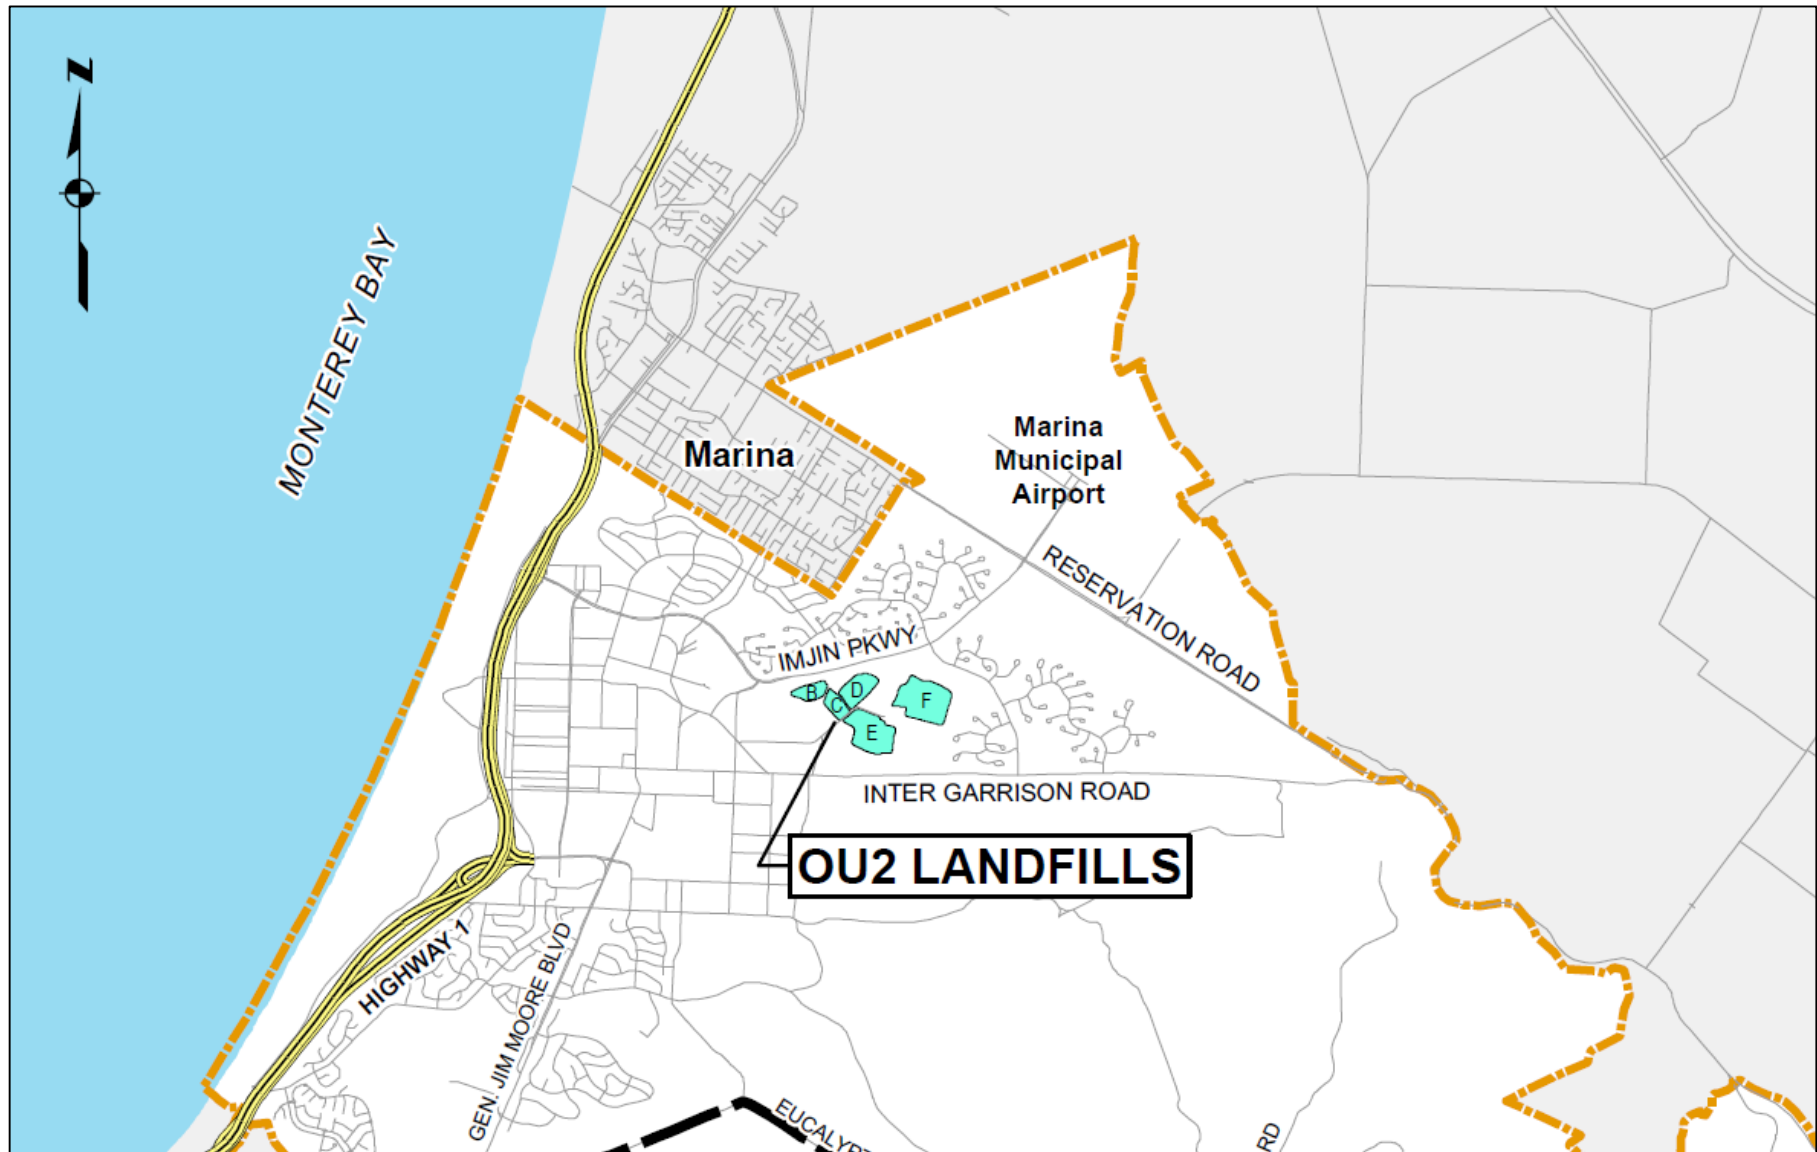 N
MONTEREY BAY
Marina
Marina
Municipal
Airport
RESERVATION ROAD
IMJIN PKWY
B
D
C
F
E
INTER GARRISON ROAD
OU2 LANDFILLS
HIGHWAY 1
GEN. JIM MOORE BLVD
RD